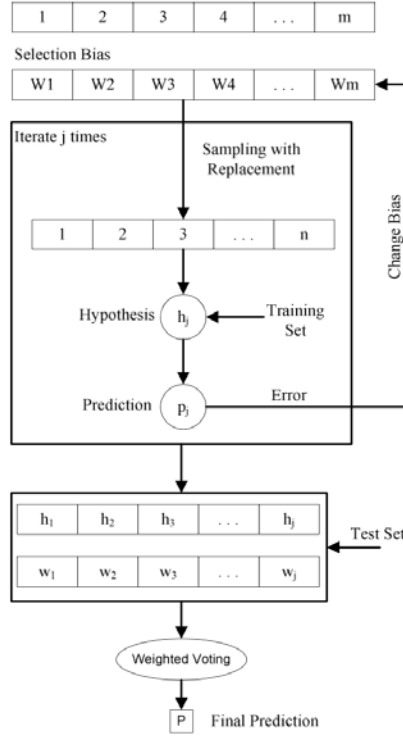 1 2 3 4 . . . m
Selection Bias
W1 W2 W3 W4 . . . Wm
Iterate j times
Sampling with
Replacement
1 2 3 . . . n
Change Bias
Hypothesis hj Training
Set
Prediction pj Error
h1 h2 h3 . . . hj
Test Set
w1 w2 w3 . . . wj
Weighted Voting
P Final Prediction